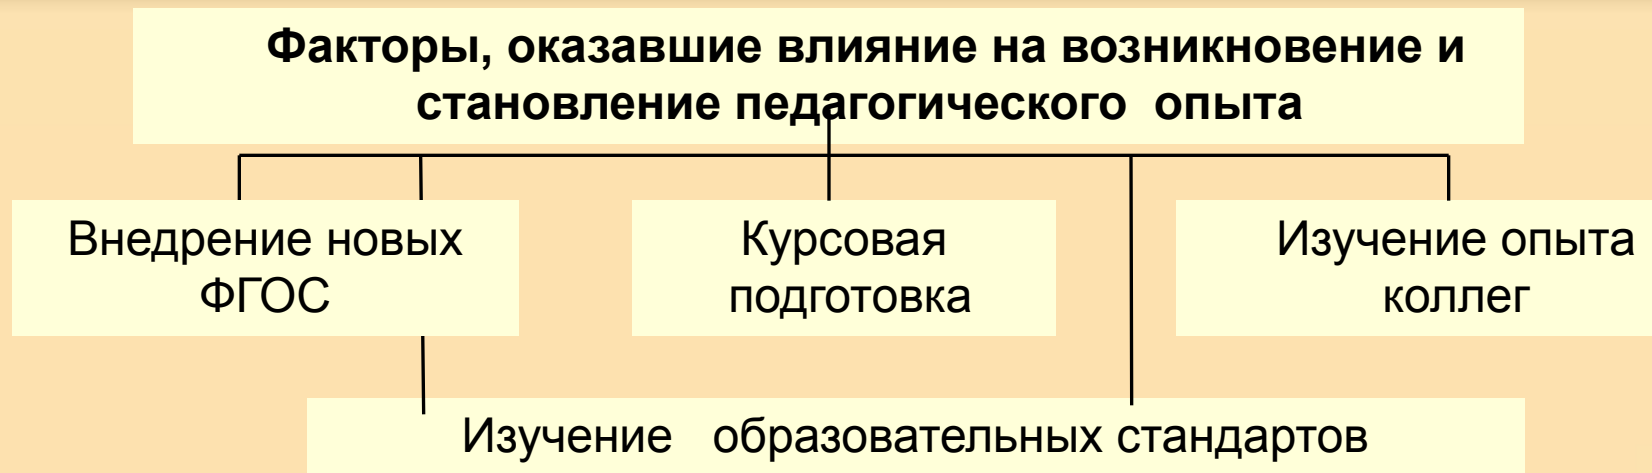 Факторы, оказавшие влияние на возникновение и
становление педагогического опыта
Внедрение новых
ФГОС
Курсовая
подготовка
Изучение опыта
коллег
Изучение образовательных стандартов